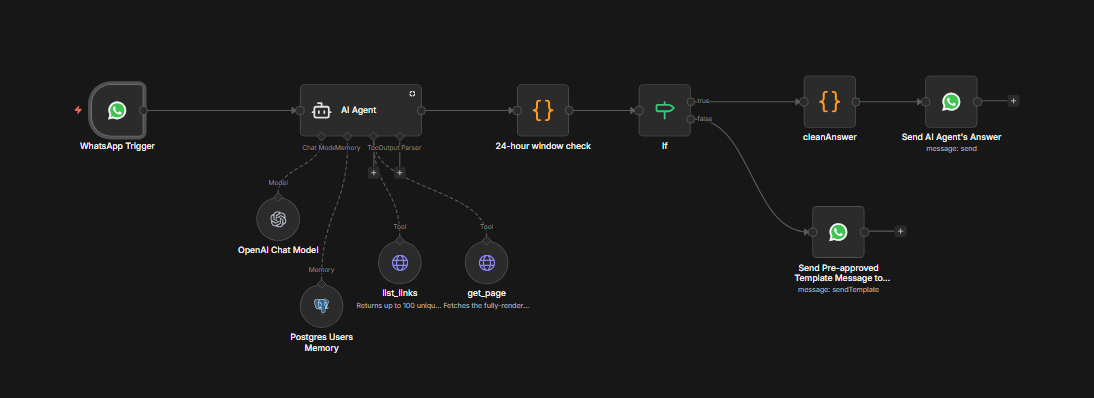 WhatsApp Trigger
AI Agent
Chat Mode
Memory
Too
Output Parser
24-hour window check
true
false
If
cleanAnswer
Send AI Agent's Answer
message: send
Model
OpenAI Chat Model
Memory
Postgres Users
Memory
Tool
list_links
Returns up to 100 uniqu...
Tool
get_page
Fetches the fully-render...
Send Pre-approved
Template Message to...
message: sendTemplate